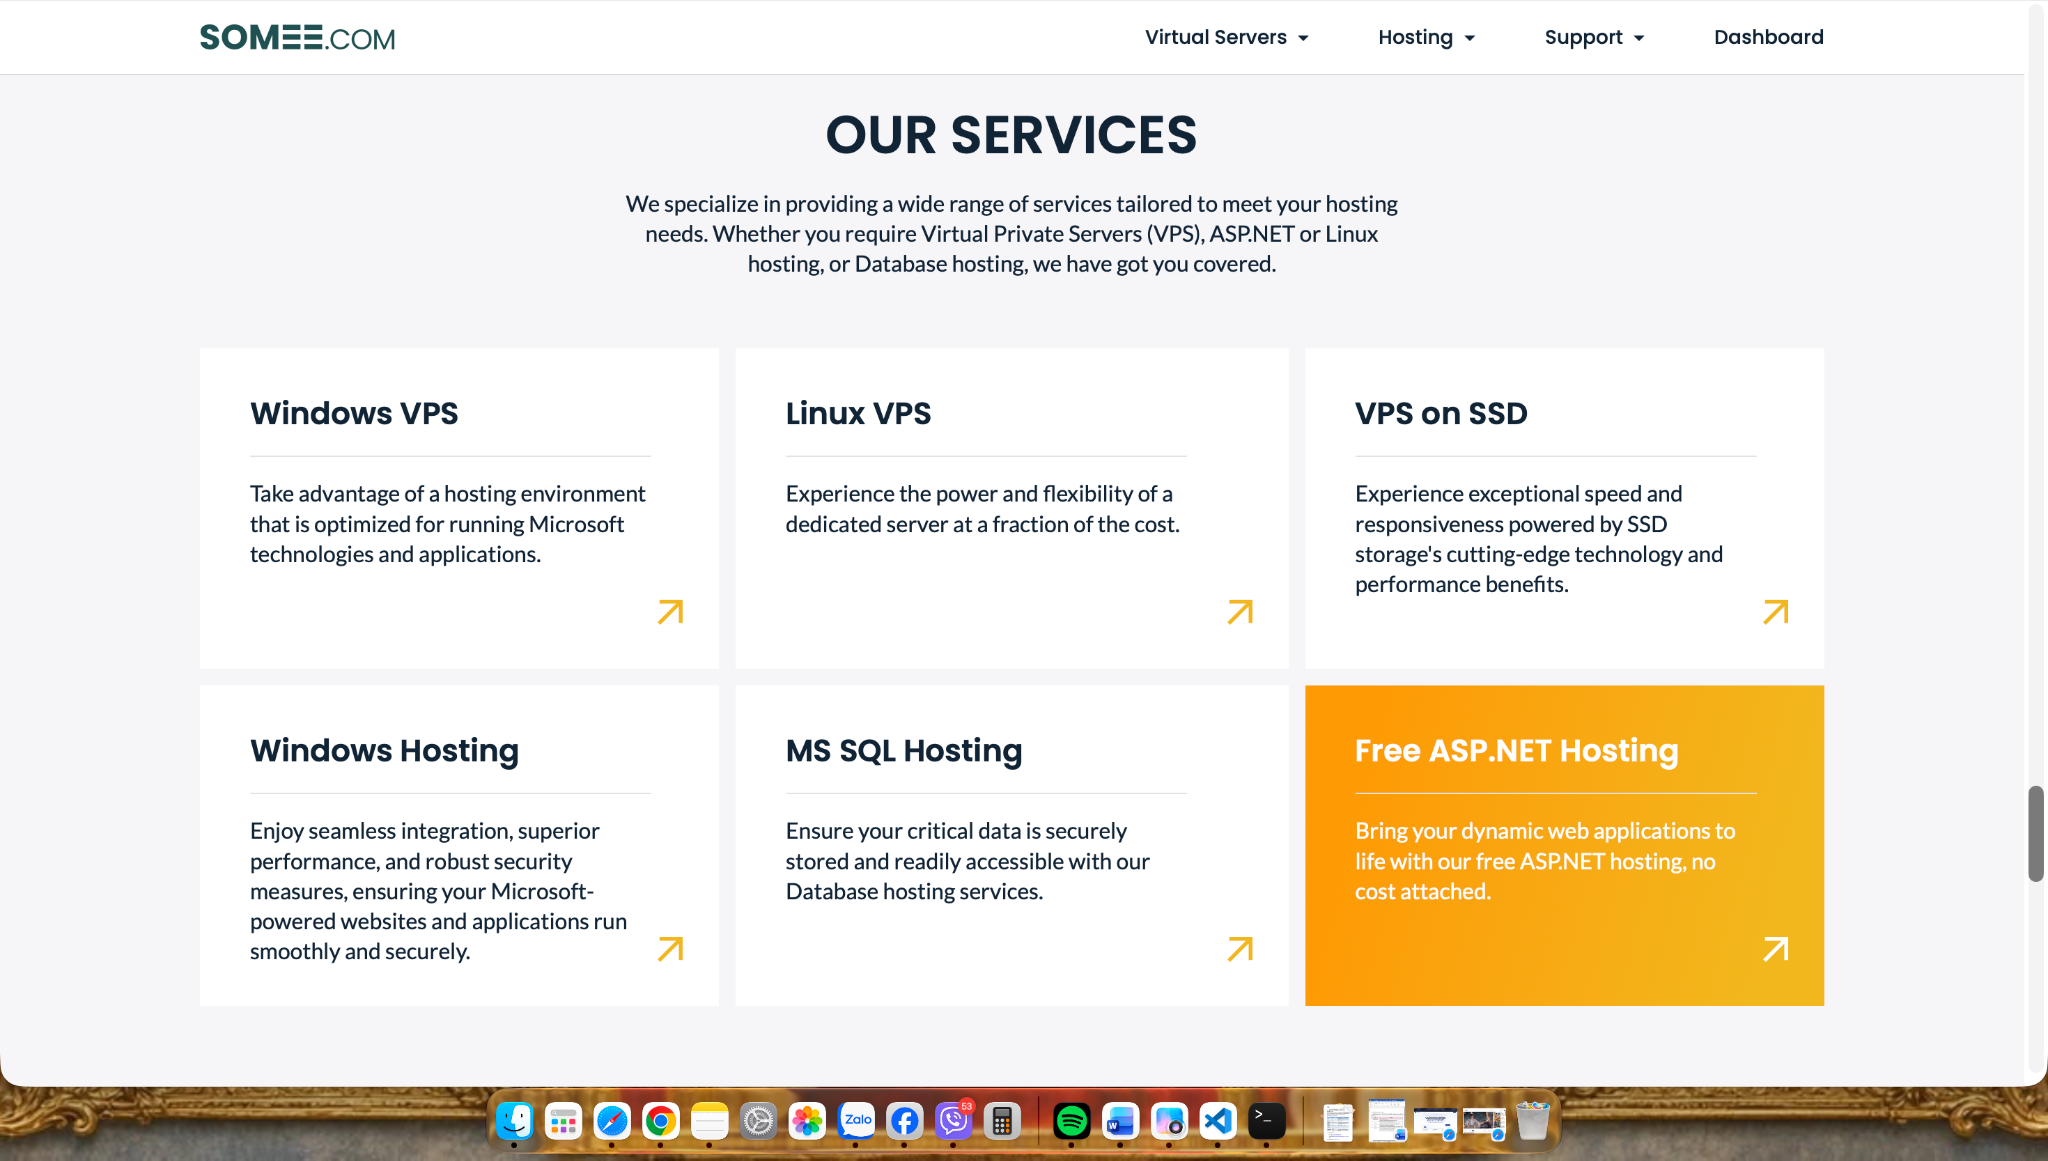 SOMEE.COM
Virtual Servers
Hosting
Support
Dashboard
OUR SERVICES
We specialize in providing a wide range of services tailored to meet your hosting
needs. Whether you require Virtual Private Servers (VPS), ASP.NET or Linux
hosting, or Database hosting, we have got you covered.
Windows VPS
Take advantage of a hosting environment
that is optimized for running Microsoft
technologies and applications.
Linux VPS
Experience the power and flexibility of a
dedicated server at a fraction of the cost.
VPS on SSD
Experience exceptional speed and
responsiveness powered by SSD
storage's cutting-edge technology and
performance benefits.
Windows Hosting
Enjoy seamless integration, superior
performance, and robust security
measures, ensuring your Microsoft-
powered websites and applications run
smoothly and securely.
MS SQL Hosting
Ensure your critical data is securely
stored and readily accessible with our
Database hosting services.
Free ASP.NET Hosting
Bring your dynamic web applications to
life with our free ASP.NET hosting, no
cost attached.
Zalo
53
W
>_